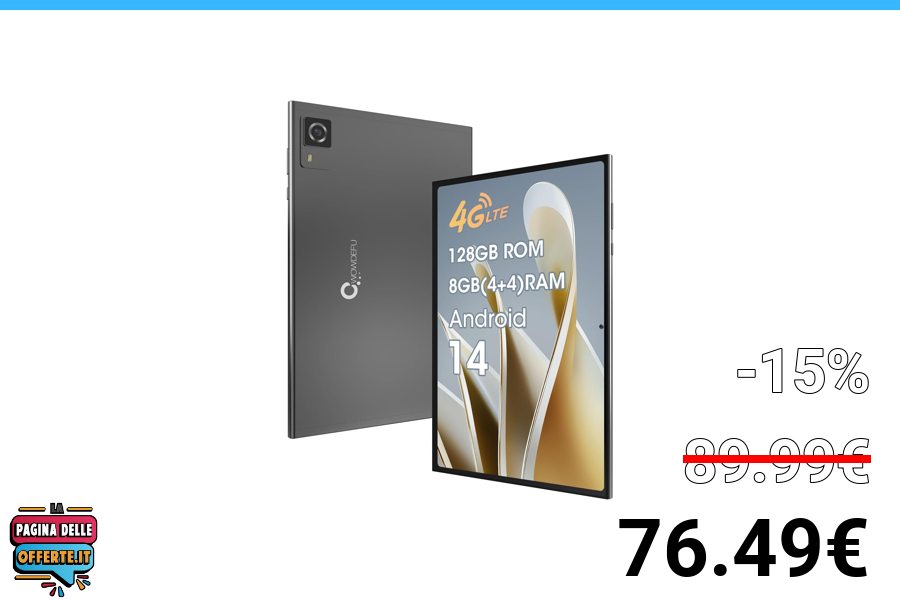 WOWDEFU
4G LTE
128GB ROM
8GB(4+4)RAM
Android
14
-15%
89.99€
76.49€
LA
PAGINA DELLE
OFFERTE.IT